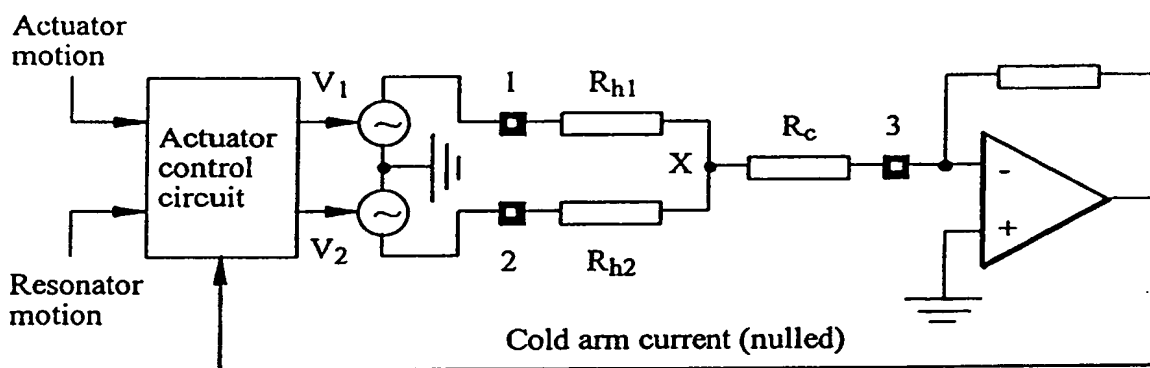 Actuator
motion
V1
1
Rh1
Actuator
control
circuit
X
Rc
3
-
+
V2
2
Rh2
Resonator
motion
Cold arm current (nulled)